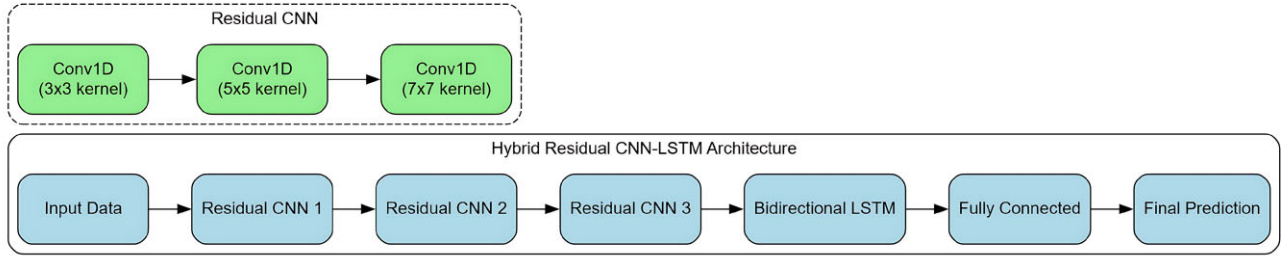 Residual CNN
Conv1D
(3x3 kernel)
Conv1D
(5x5 kernel)
Conv1D
(7x7 kernel)
Hybrid Residual CNN-LSTM Architecture
Input Data
Residual CNN 1
Residual CNN 2
Residual CNN 3
Bidirectional LSTM
Fully Connected
Final Prediction